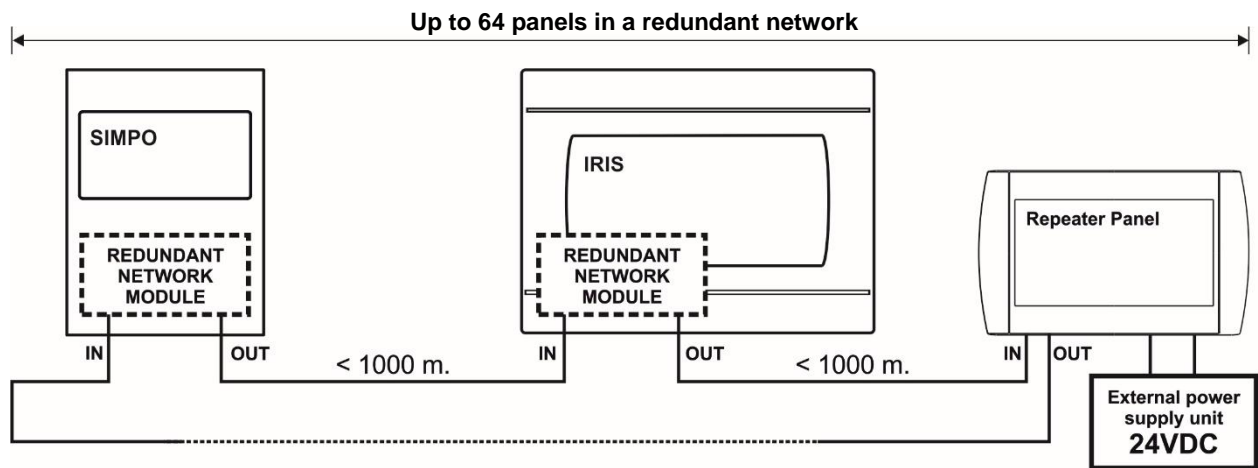 Up to 64 panels in a redundant network
SIMPO
REDUNDANT
NETWORK
MODULE
IN
OUT
< 1000 m.
IRIS
REDUNDANT
NETWORK
MODULE
IN
OUT
< 1000 m.
Repeater Panel
IN
OUT
External power
supply unit
24VDC